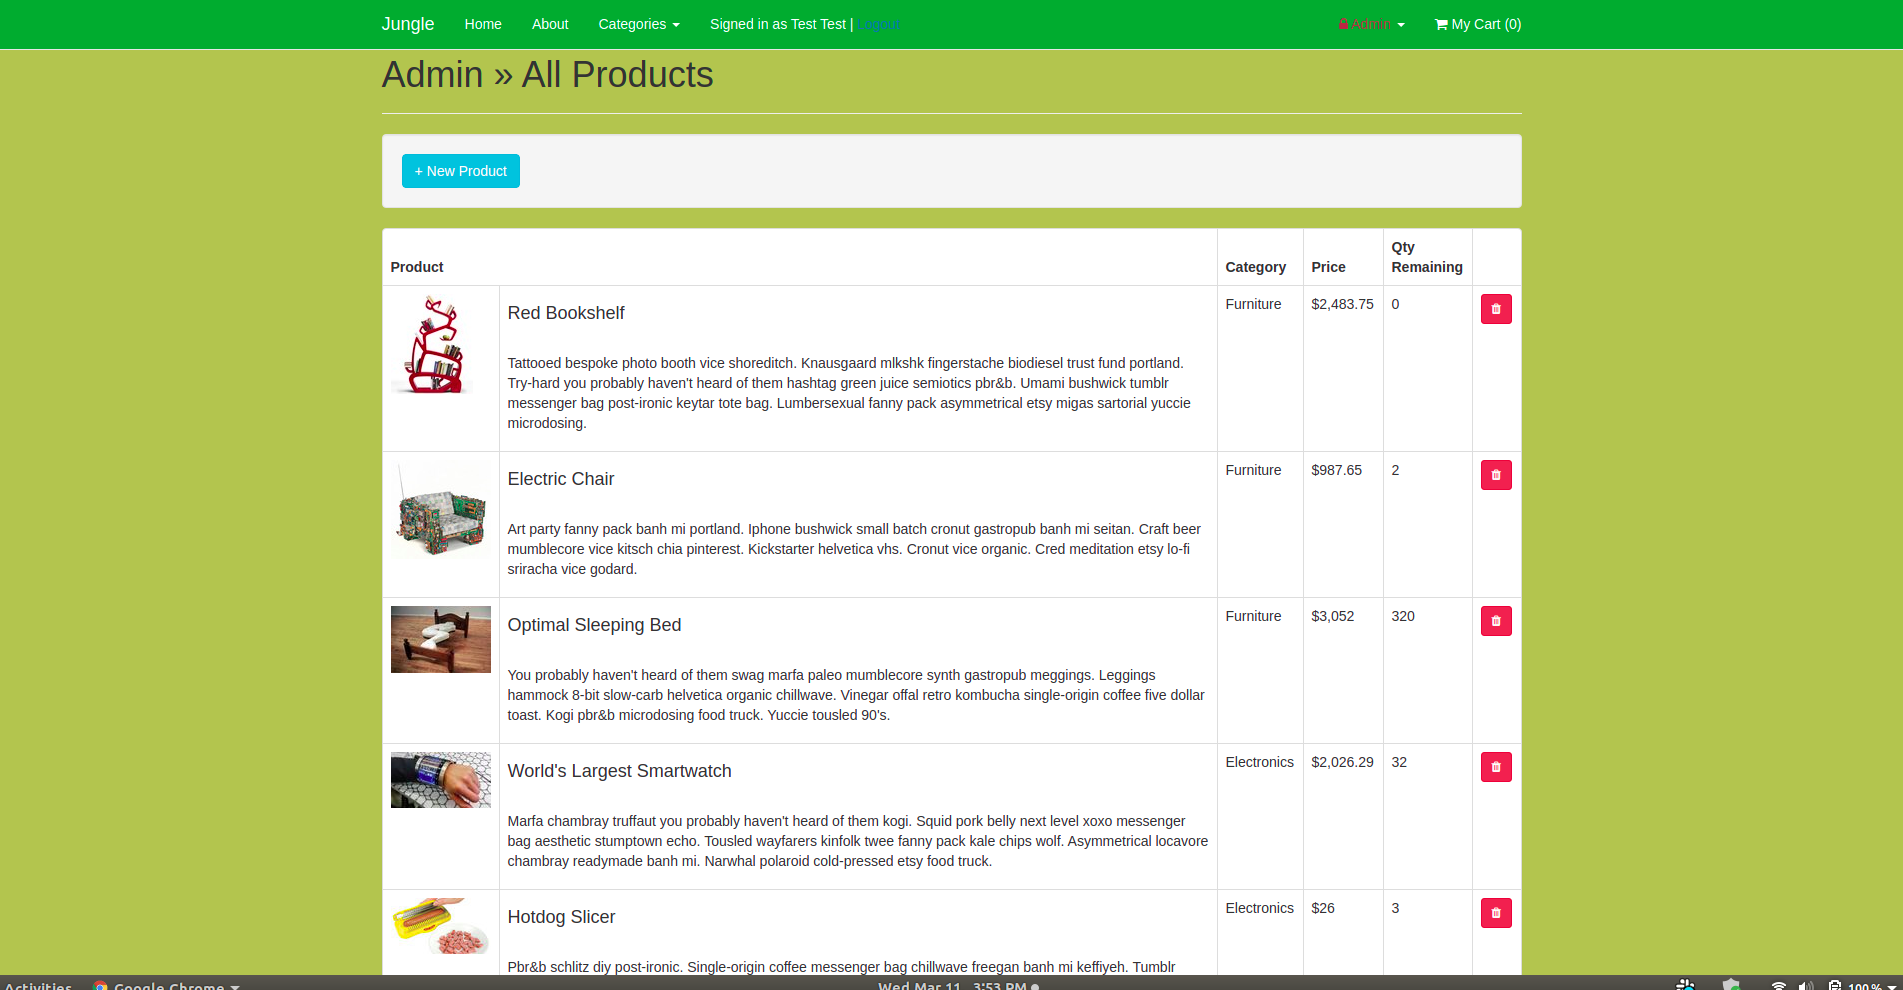 Jungle Home About Categories Signed in as Test Test | Logout Admin My Cart (0)
Admin » All Products
+ New Product
Product Category Price Qty Remaining
Red Bookshelf Furniture $2,483.75 0
Tattooed bespoke photo booth vice shoreditch. Knausgaard mlkshk fingerstache biodiesel trust fund portland.
Try-hard you probably haven't heard of them hashtag green juice semiotics pbr&b. Umami bushwick tumblr
messenger bag post-ironic keytar tote bag. Lumbersexual fanny pack asymmetrical etsy migas sartorial yuccie
microdosing.
Electric Chair Furniture $987.65 2
Art party fanny pack banh mi portland. Iphone bushwick small batch cronut gastropub banh mi seitan. Craft beer
mumblecore vice kitsch chia pinterest. Kickstarter helvetica vhs. Cronut vice organic. Cred meditation etsy lo-fi
sriracha vice godard.
Optimal Sleeping Bed Furniture $3,052 320
You probably haven't heard of them swag marfa paleo mumblecore synth gastropub meggings. Leggings
hammock 8-bit slow-carb helvetica organic chillwave. Vinegar offal retro kombucha single-origin coffee five dollar
toast. Kogi pbr&b microdosing food truck. Yuccie tousled 90's.
World's Largest Smartwatch Electronics $2,026.29 32
Marfa chambray truffaut you probably haven't heard of them kogi. Squid pork belly next level xoxo messenger
bag aesthetic stumptown echo. Tousled wayfarers kinfolk twee fanny pack kale chips wolf. Asymmetrical locavore
chambray readymade banh mi. Narwhal polaroid cold-pressed etsy food truck.
Hotdog Slicer Electronics $26 3
Pbr&b schlitz diy post-ironic. Single-origin coffee messenger bag chillwave freegan banh mi keffiyeh. Tumblr
Activities Google Chrome Wed Mar 11 3:53 PM 100 %